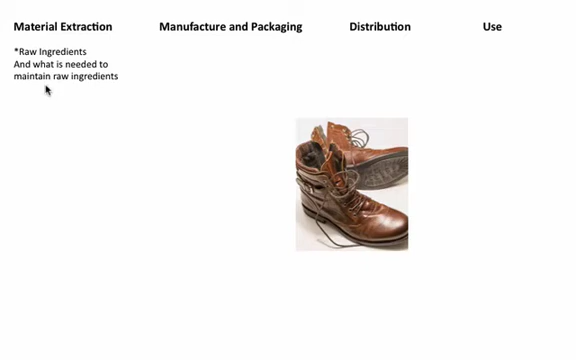 Material Extraction
Manufacture and Packaging
Distribution
Use
*Raw Ingredients
And what is needed to
maintain raw ingredients